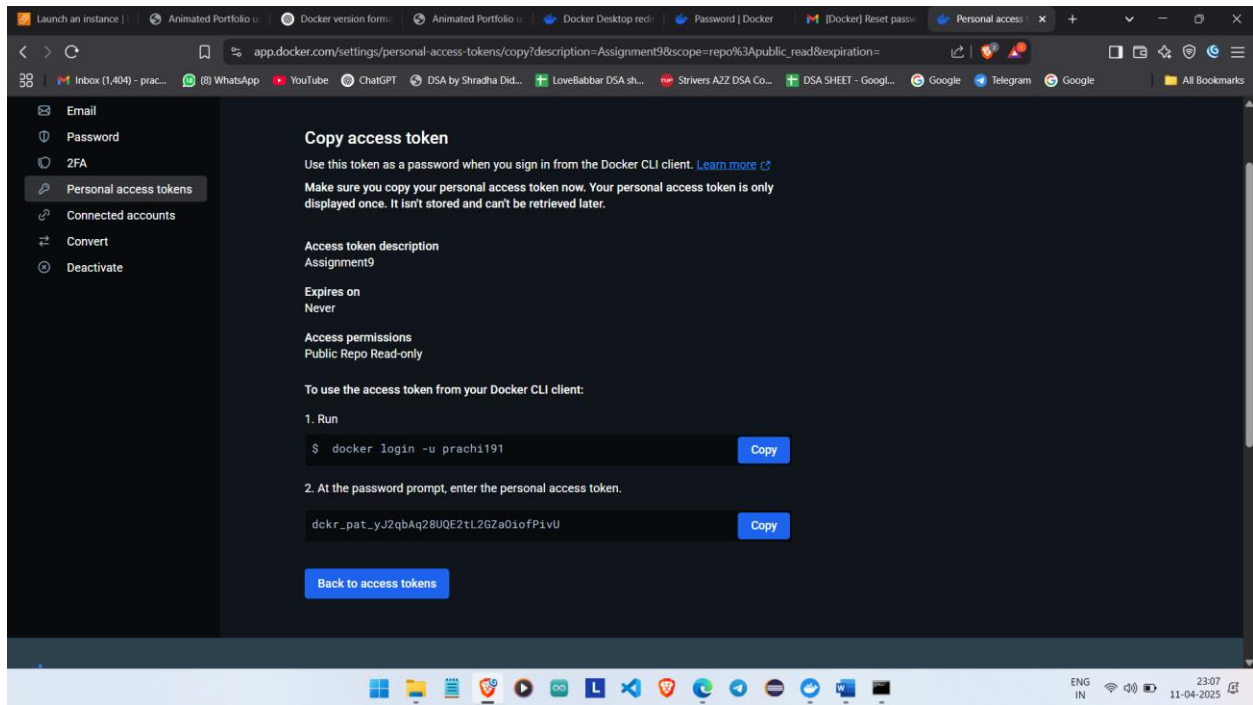 Launch an instance |
Animated Portfolio u
Docker version forma
Animated Portfolio u
Docker Desktop redi
Password | Docker
[Docker] Reset passw
Personal access t
app.docker.com/settings/personal-access-tokens/copy?description=Assignment9&scope=repo%3Apublic_read&expiration=
Inbox (1,404) - prac...
(8) WhatsApp
YouTube
ChatGPT
DSA by Shradha Did...
LoveBabbar DSA sh...
Strivers A2Z DSA Co...
DSA SHEET - Googl...
Google
Telegram
Google
All Bookmarks
Email
Password
2FA
Personal access tokens
Connected accounts
Convert
Deactivate
Copy access token
Use this token as a password when you sign in from the Docker CLI client. Learn more
Make sure you copy your personal access token now. Your personal access token is only
displayed once. It isn't stored and can't be retrieved later.
Access token description
Assignment9
Expires on
Never
Access permissions
Public Repo Read-only
To use the access token from your Docker CLI client:
1. Run
$ docker login -u prachi191
Copy
2. At the password prompt, enter the personal access token.
dckr_pat_yJ2qbAq28UQE2tL2GZaOiofPivU
Copy
Back to access tokens
ENG
IN
23:07
11-04-2025